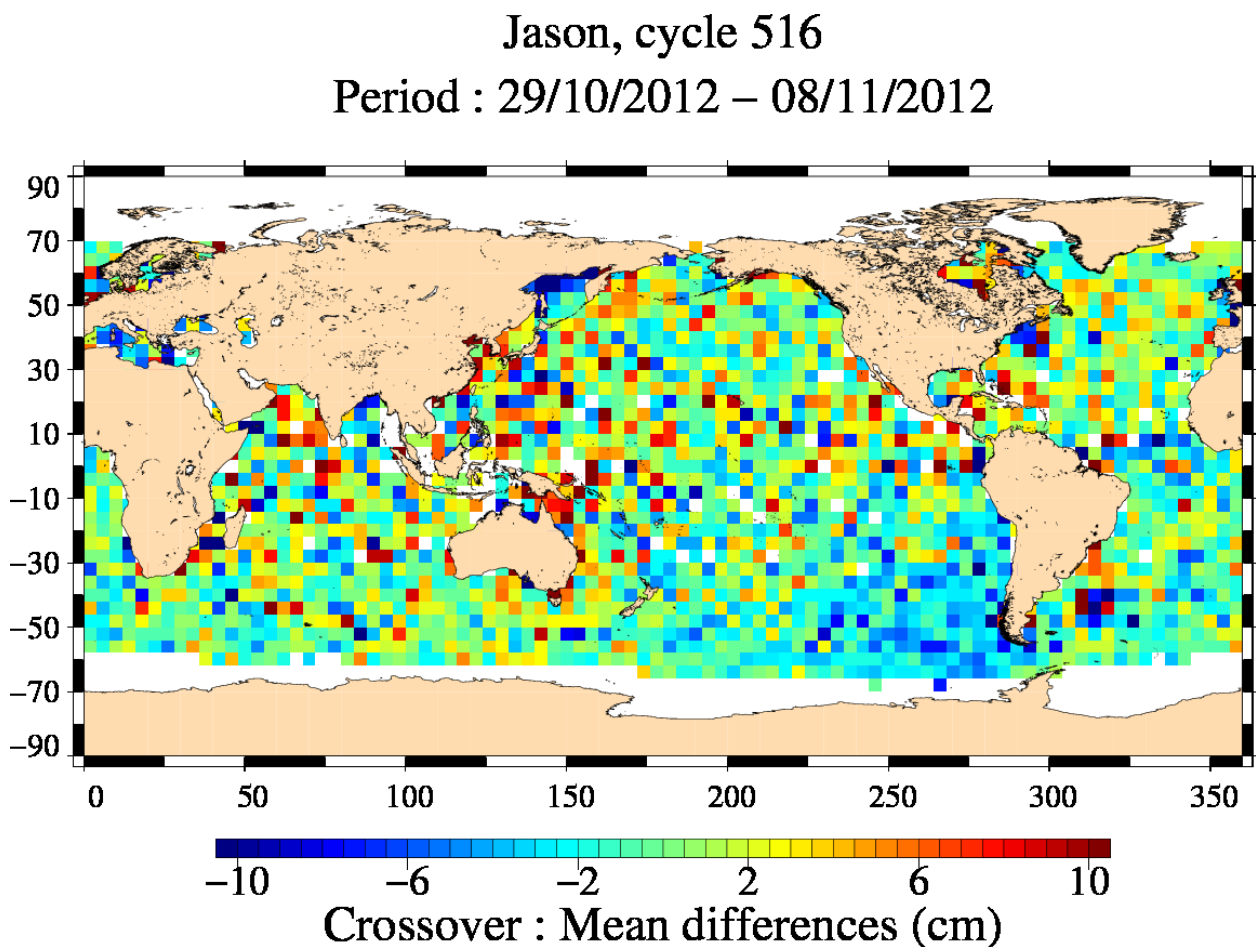 Jason, cycle 516
Period : 29/10/2012 – 08/11/2012
90
70
50
30
10
−10
−30
−50
−70
−90
0 50 100 150 200 250 300 350
−10 −6 −2 2 6 10
Crossover : Mean differences (cm)